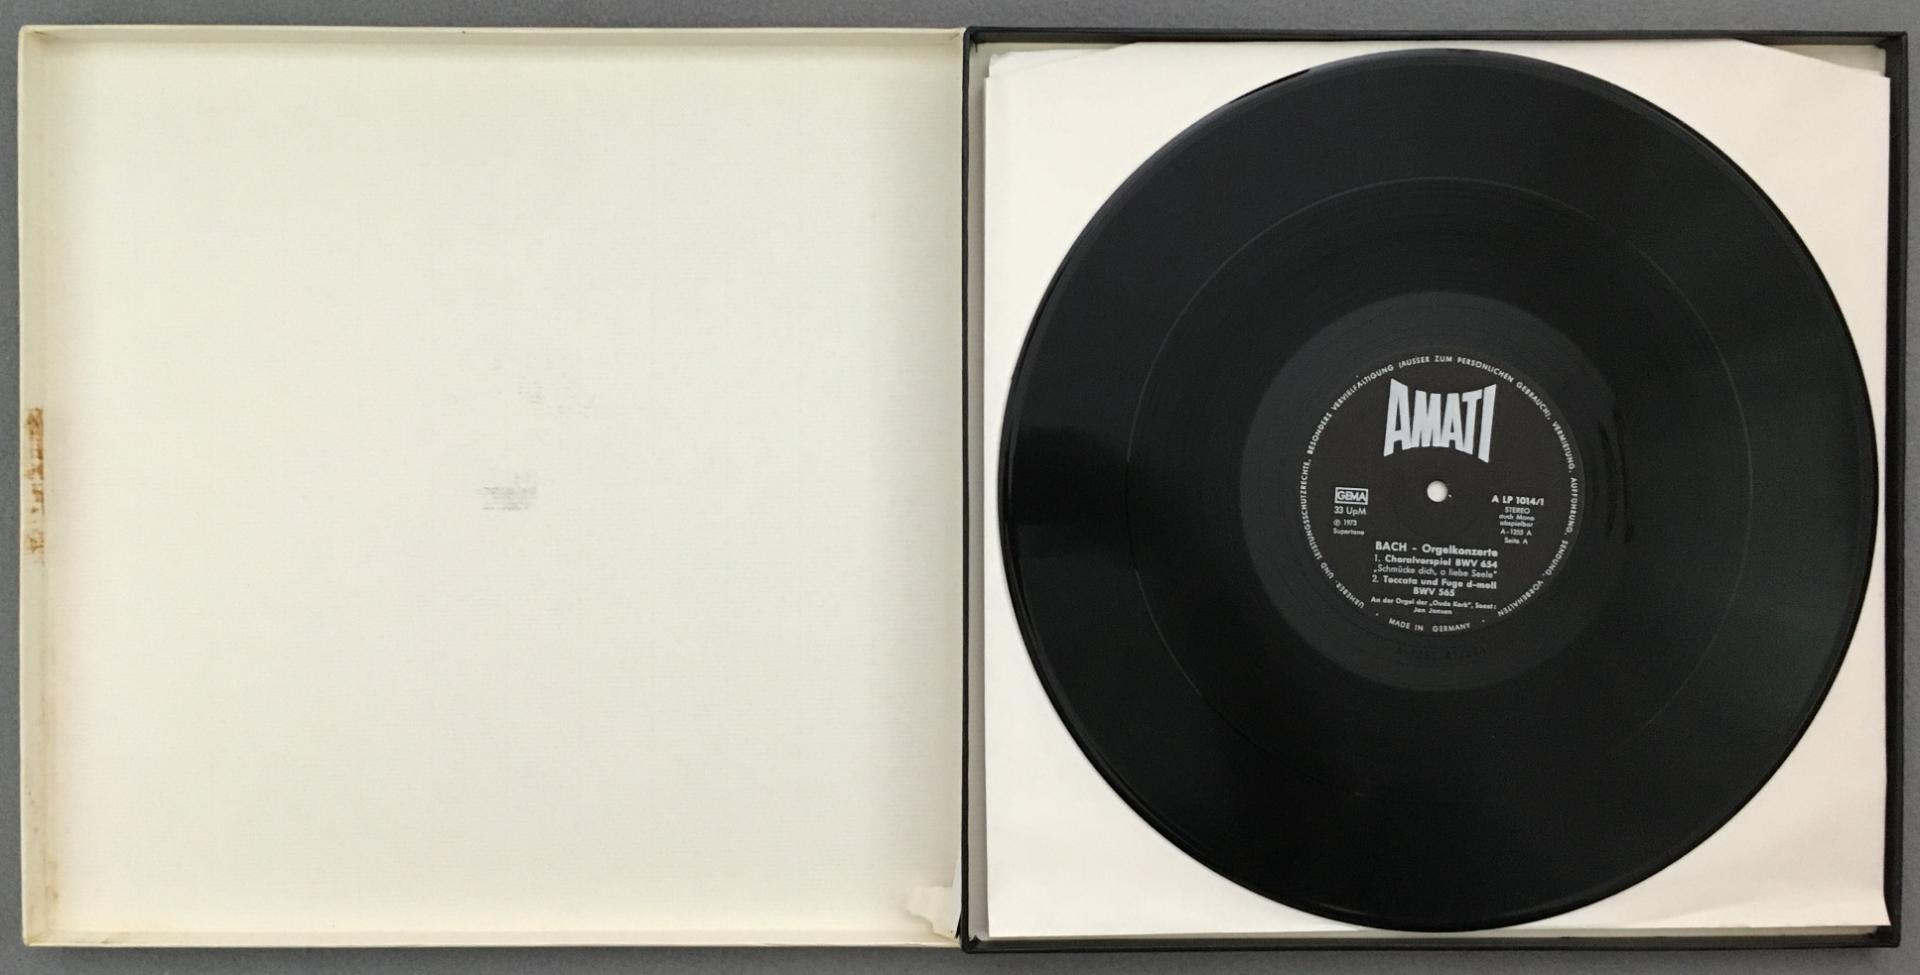 URHEBER- UND LEISTUNGSSCHUTZRECHTE, BESONDERS VERVIELFÄLTIGUNG (AUSSER ZUM PERSÖNLICHEN GEBRAUCH), VERMIETUNG, AUFFÜHRUNG, SENDUNG, VORBEHALTEN
AMATI
GEMA
33 UpM
℗ 1973
Supertone
A LP 1014/1
STEREO
auch Mono
abspielbar
A-1255 A
Seite A
BACH - Orgelkonzerte
1. Choralvorspiel BWV 654
„Schmücke dich, o liebe Seele"
2. Toccata und Fuge d-moll
BWV 565
An der Orgel der „Oude Kerk", Soest:
Jan Jansen
MADE IN GERMANY